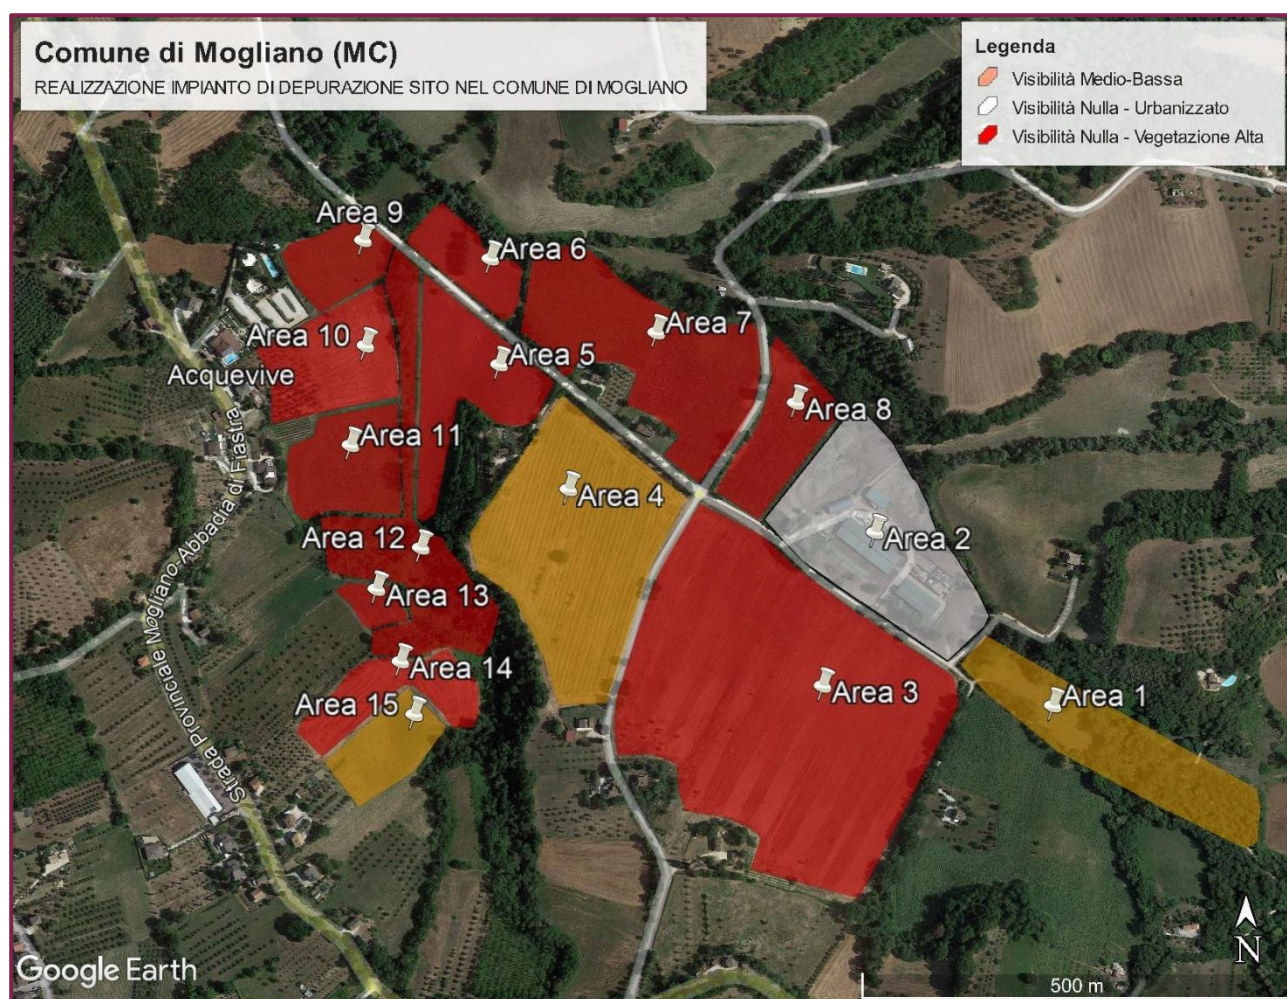 Comune di Mogliano (MC)
REALIZZAZIONE IMPIANTO DI DEPURAZIONE SITO NEL COMUNE DI MOGLIANO
Legenda
Visibilità Medio-Bassa
Visibilità Nulla - Urbanizzato
Visibilità Nulla - Vegetazione Alta
Area 9
Area 6
Area 7
Area 10
Area 5
Acquevive
Area 8
Area 11
Area 4
Area 12
Area 2
Area 13
Area 14
Area 3
Area 1
Area 15
Strada Provinciale Mogliano-Abbadia di Fiastra
N
Google Earth
500 m